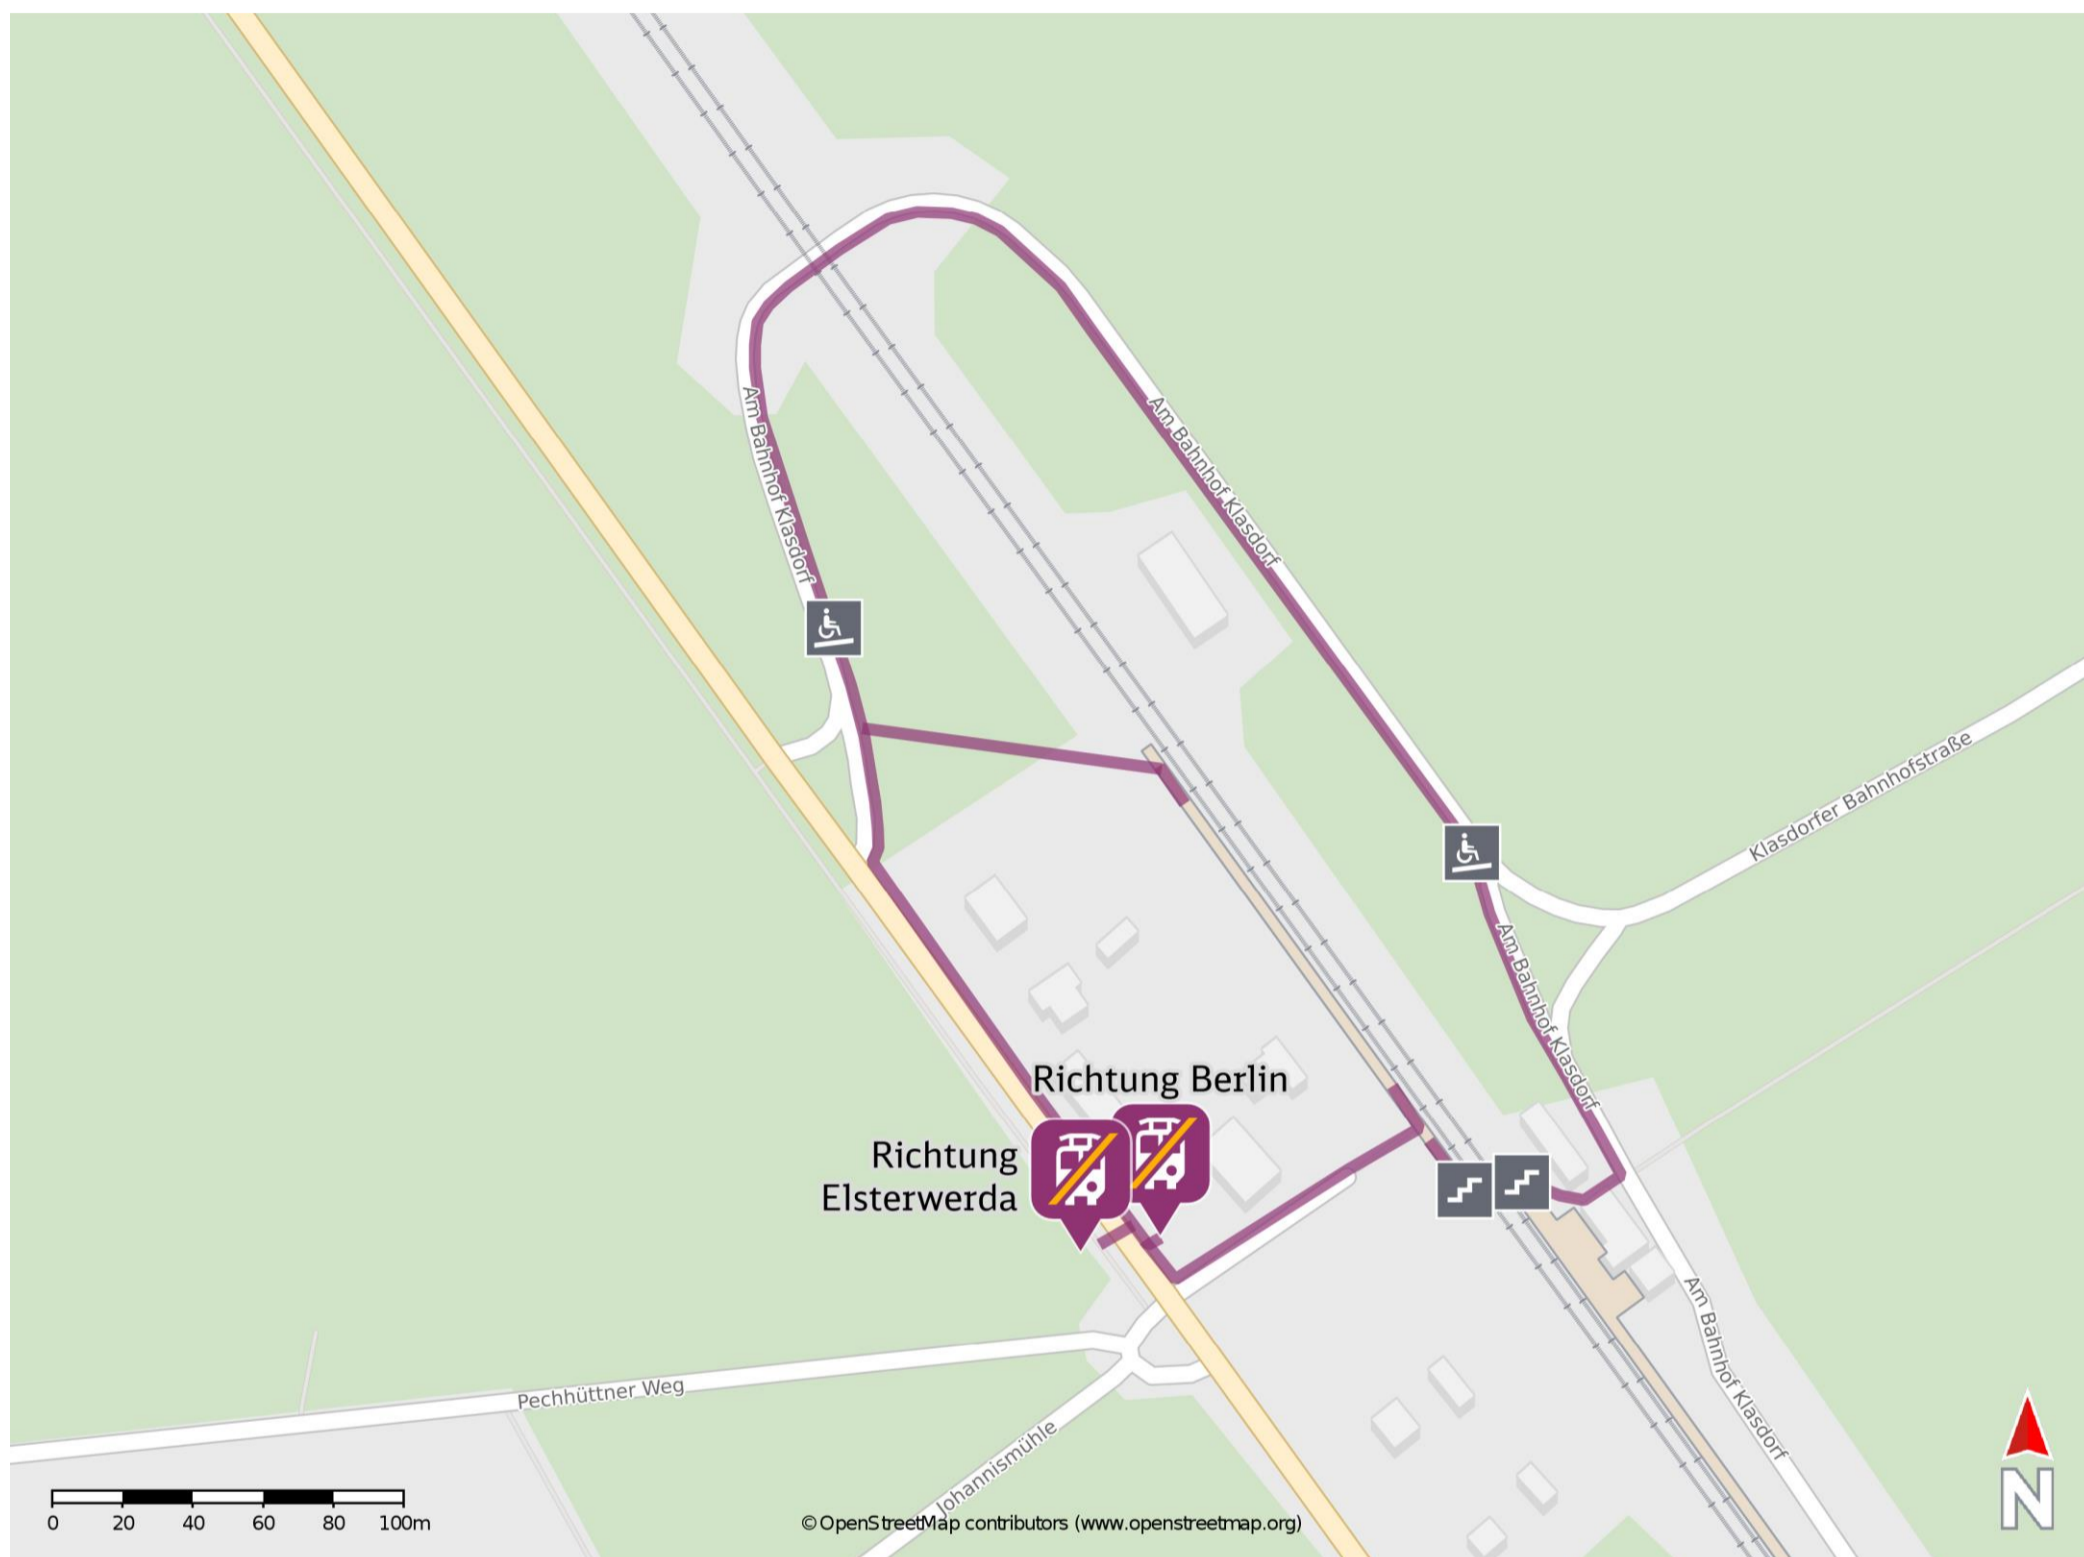 Am Bahnhof Klasdorf
Am Bahnhof Klasdorf
Klasdorfer Bahnhofstraße
Am Bahnhof Klasdorf
Richtung Berlin
Richtung
Elsterwerda
Am Bahnhof Klasdorf
Pechhüttner Weg
Johannismühle
0 20 40 60 80 100m
© OpenStreetMap contributors (www.openstreetmap.org)
N